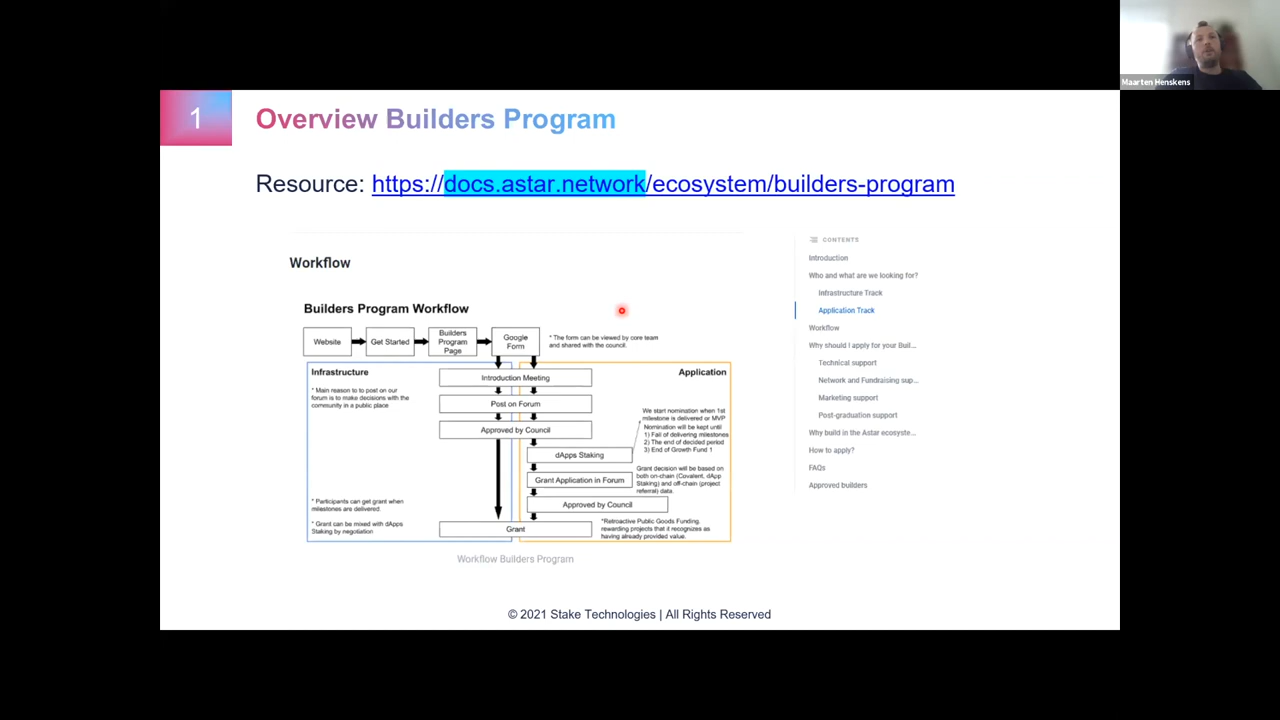 Maarten Henskens
1
Overview Builders Program
Resource: https://docs.astar.network/ecosystem/builders-program
Workflow
Builders Program Workflow
Website
Get Started
Builders
Program
Page
Google
Form
* The form can be viewed by core team
and shared with the council.
Infrastructure
* Main reason to to post on our
forum is to make decisions with the
community in a public place
Introduction Meeting
Application
Post on Forum
Approved by Council
We start nomination when 1st
milestone is delivered or MVP
Nomination will be kept until
1) Fail of delivering milestones
2) The end of decided period
3) End of Growth Fund 1
dApps Staking
Grant Application in Forum
Grant decision will be based on
both on-chain (Covalent, dApp
Staking) and off-chain (project
referral) data.
Approved by Council
* Participants can get grant when
milestones are delivered
* Grant can be mixed with dApps
Staking by negotiation
Grant
*Retroactive Public Goods Funding,
rewarding projects that it recognizes as
having already provided value.
Workflow Builders Program
CONTENTS
Introduction
Who and what are we looking for?
Infrastructure Track
Application Track
Workflow
Why should I apply for your Buil...
Technical support
Network and Fundraising sup...
Marketing support
Post-graduation support
Why build in the Astar ecosyste...
How to apply?
FAQs
Approved builders
© 2021 Stake Technologies | All Rights Reserved